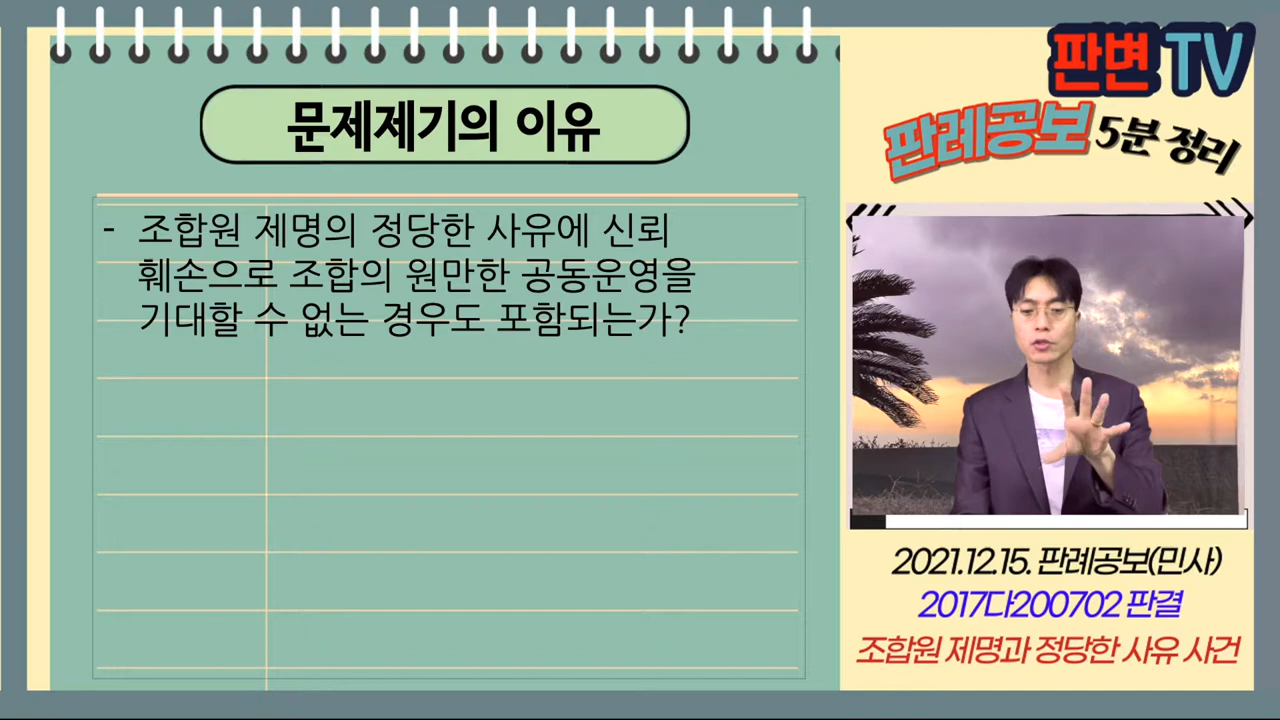 문제제기의 이유
- 조합원 제명의 정당한 사유에 신뢰
훼손으로 조합의 원만한 공동운영을
기대할 수 없는 경우도 포함되는가?
판변 TV
판례공보 5분 정리
2021.12.15. 판례공보(민사)
2017다200702 판결
조합원 제명과 정당한 사유 사건